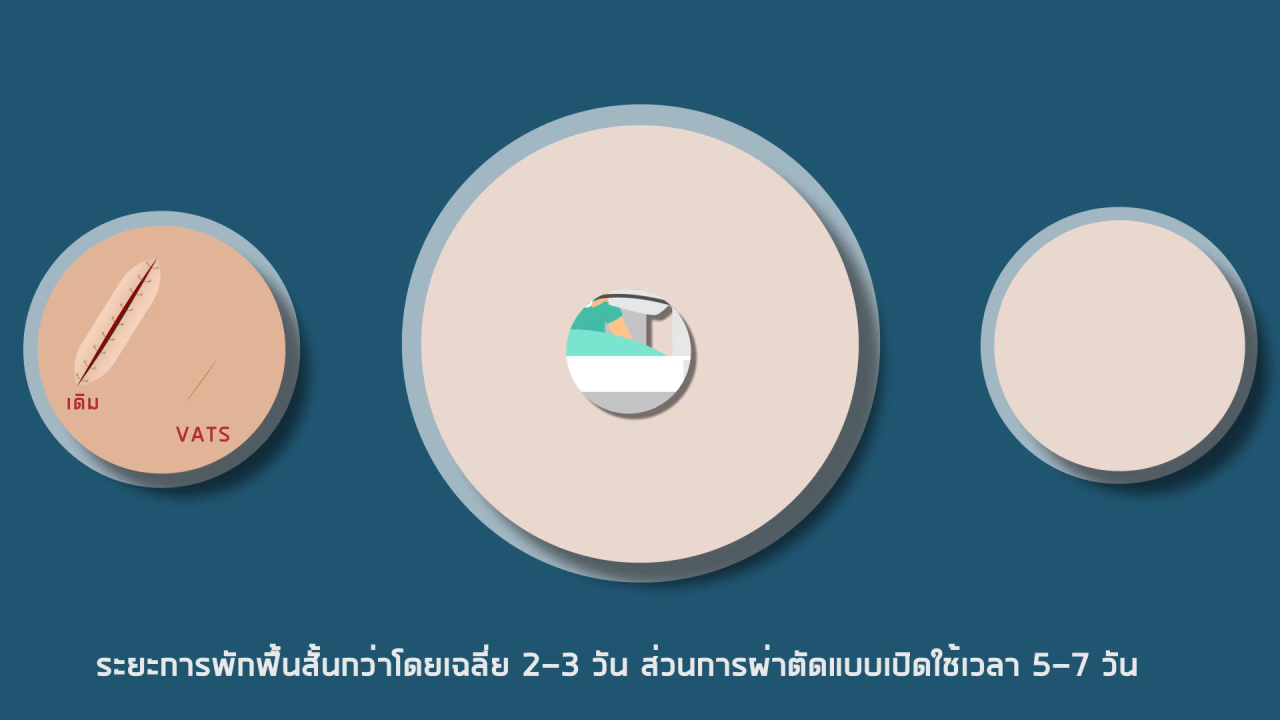 เดิม
VATS
ระยะการพักฟื้นสั้นกว่าโดยเฉลี่ย 2-3 วัน ส่วนการผ่าตัดแบบเปิดใช้เวลา 5-7 วัน